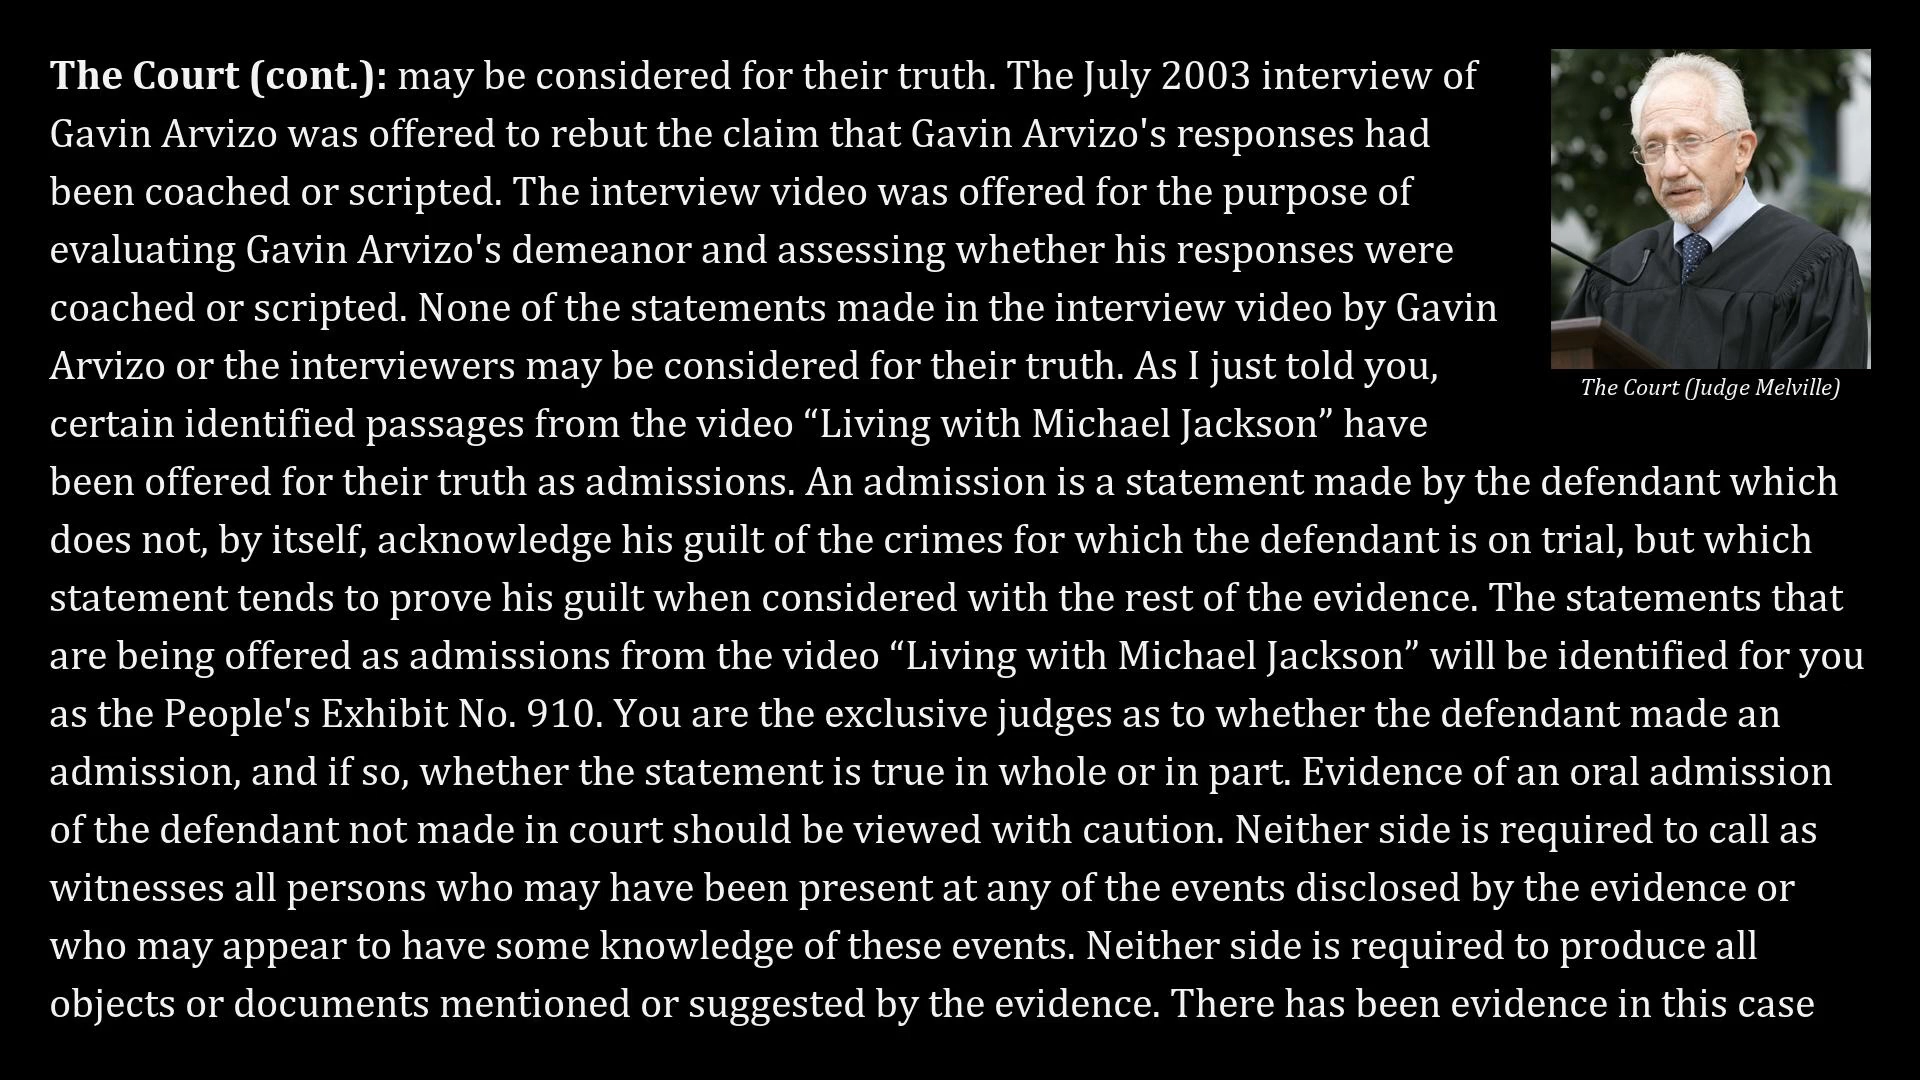 The Court (cont.): may be considered for their truth. The July 2003 interview of
Gavin Arvizo was offered to rebut the claim that Gavin Arvizo's responses had
been coached or scripted. The interview video was offered for the purpose of
evaluating Gavin Arvizo's demeanor and assessing whether his responses were
coached or scripted. None of the statements made in the interview video by Gavin
Arvizo or the interviewers may be considered for their truth. As I just told you,
certain identified passages from the video “Living with Michael Jackson” have
been offered for their truth as admissions. An admission is a statement made by the defendant which
does not, by itself, acknowledge his guilt of the crimes for which the defendant is on trial, but which
statement tends to prove his guilt when considered with the rest of the evidence. The statements that
are being offered as admissions from the video “Living with Michael Jackson” will be identified for you
as the People's Exhibit No. 910. You are the exclusive judges as to whether the defendant made an
admission, and if so, whether the statement is true in whole or in part. Evidence of an oral admission
of the defendant not made in court should be viewed with caution. Neither side is required to call as
witnesses all persons who may have been present at any of the events disclosed by the evidence or
who may appear to have some knowledge of these events. Neither side is required to produce all
objects or documents mentioned or suggested by the evidence. There has been evidence in this case
The Court (Judge Melville)